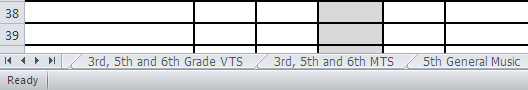 38
39
3rd, 5th and 6th Grade VTS 3rd, 5th and 6th MTS 5th General Music
Ready